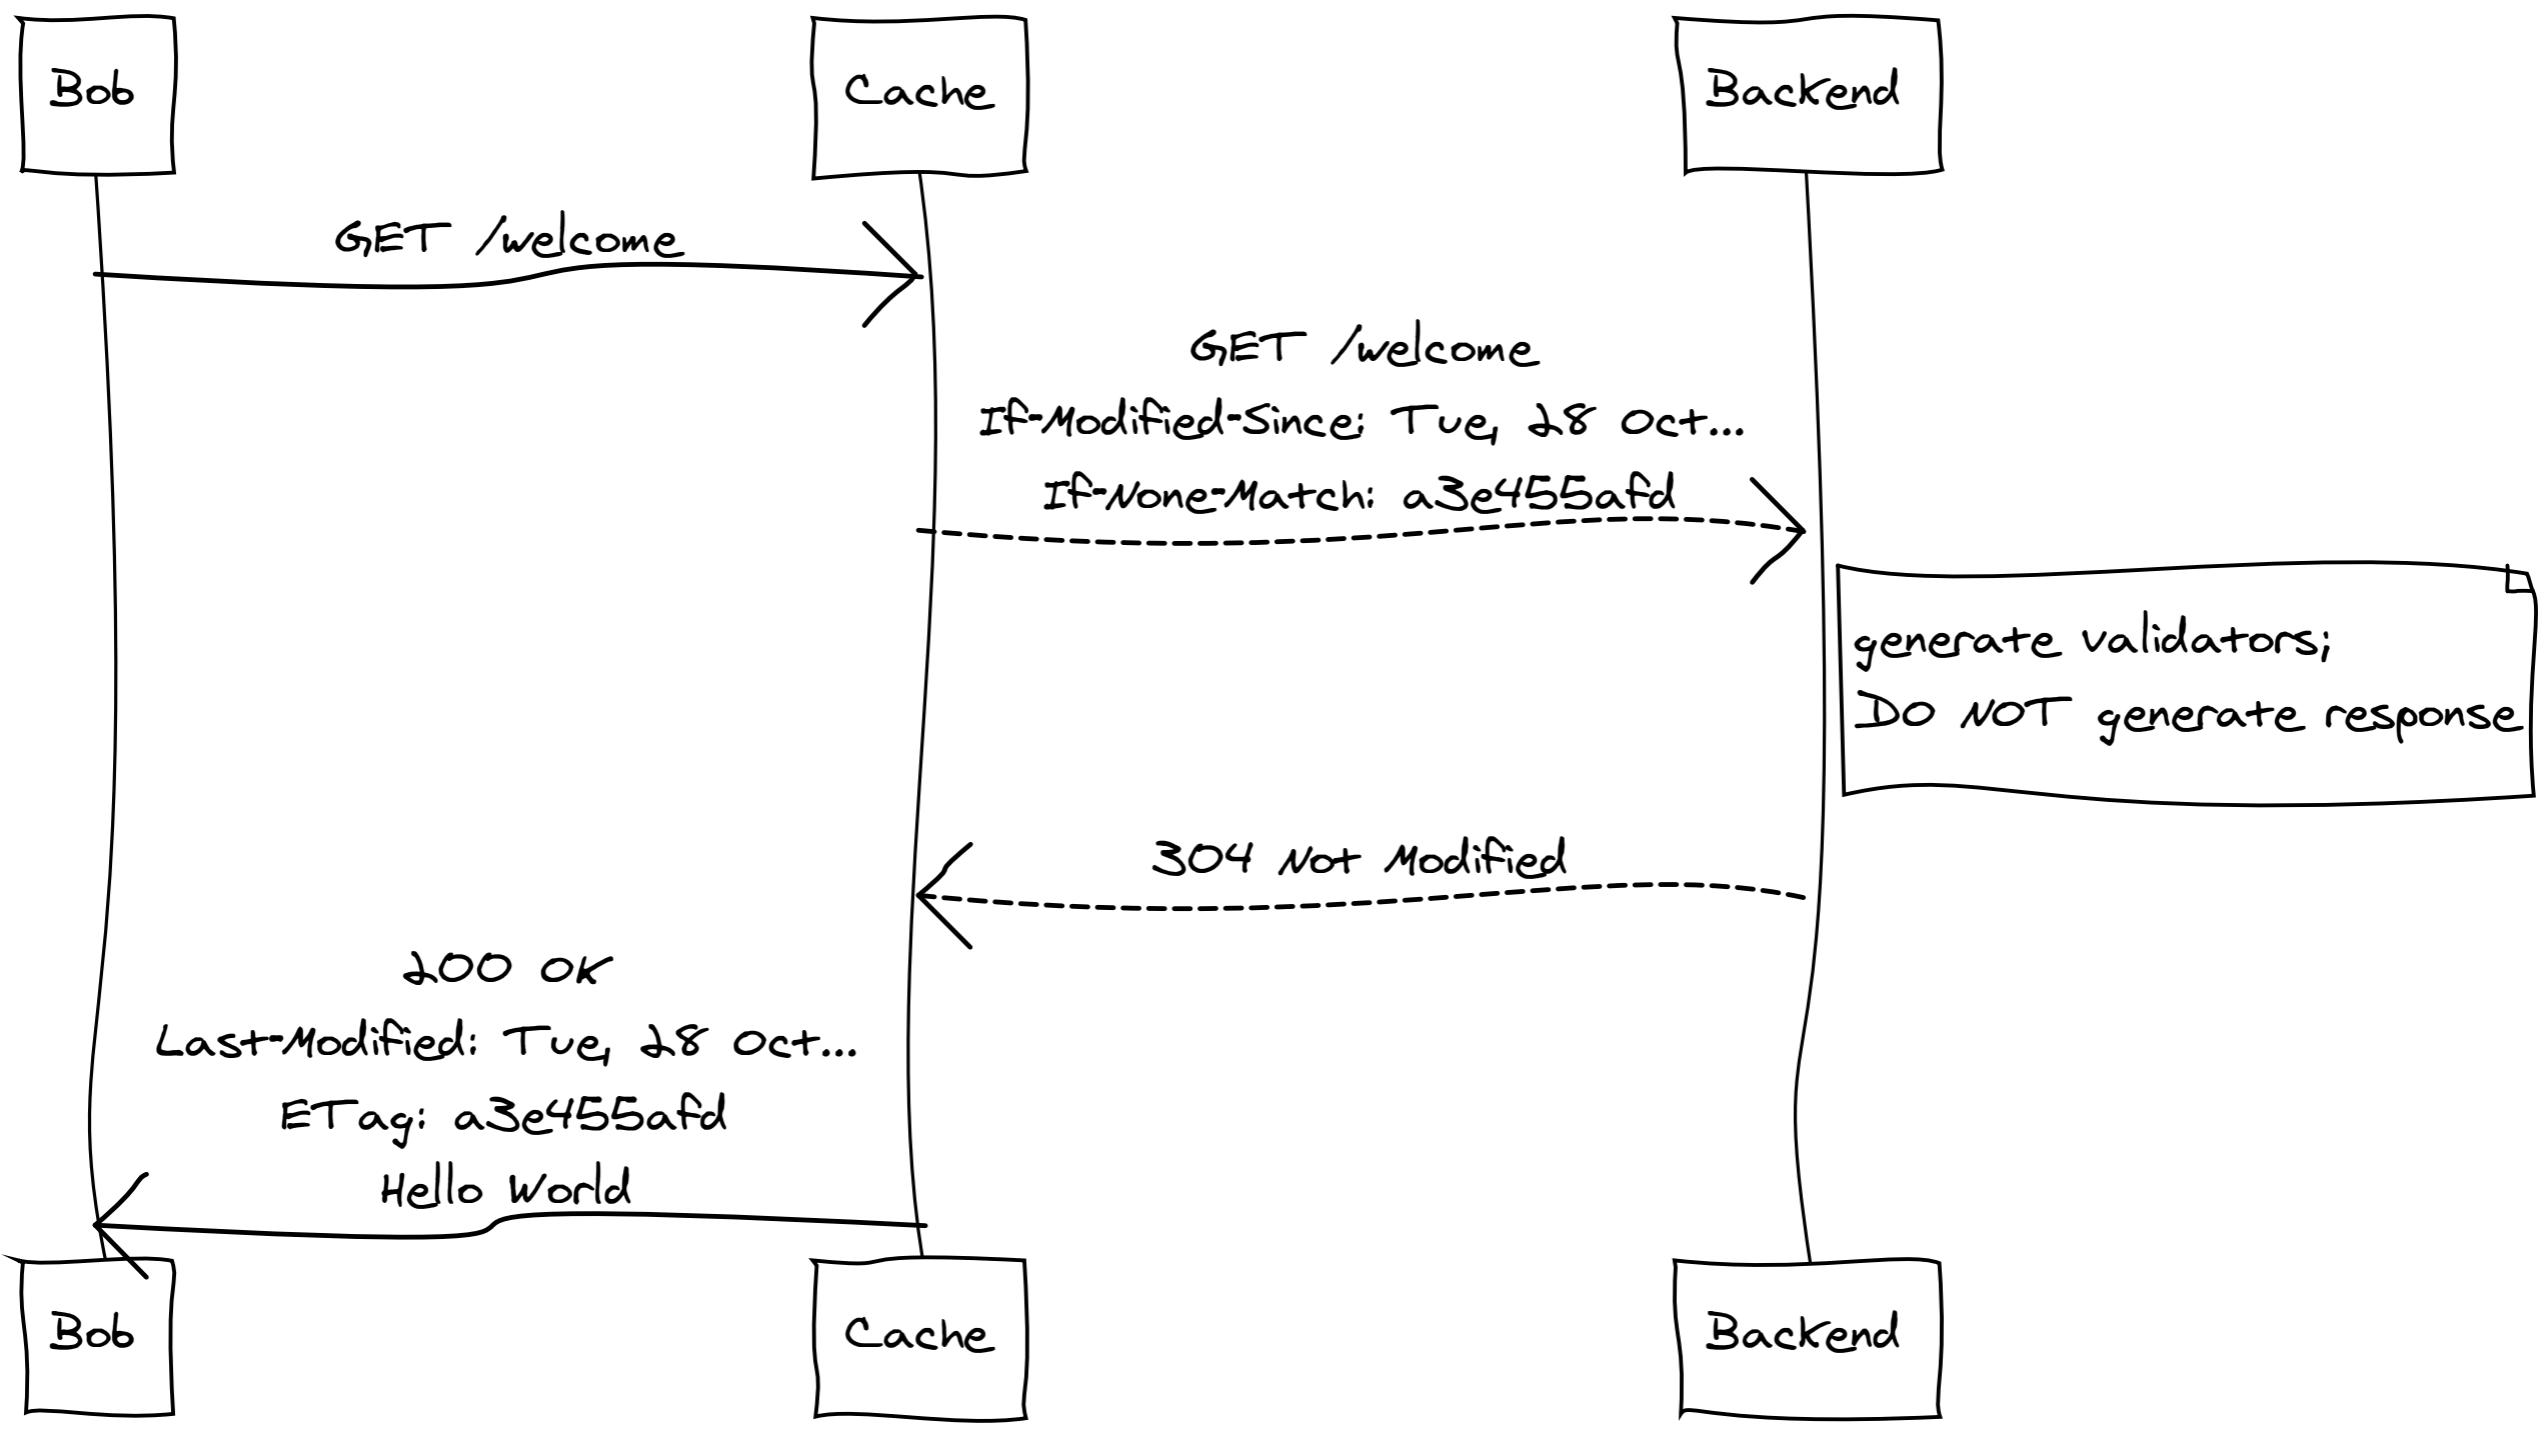 Bob
Cache
Backend
GET /welcome
GET /welcome
If-Modified-Since: Tue, 28 Oct...
If-None-Match: a3e455afd
generate validators;
DO NOT generate response
304 Not Modified
200 OK
Last-Modified: Tue, 28 Oct...
ETag: a3e455afd
Hello World
Bob
Cache
Backend